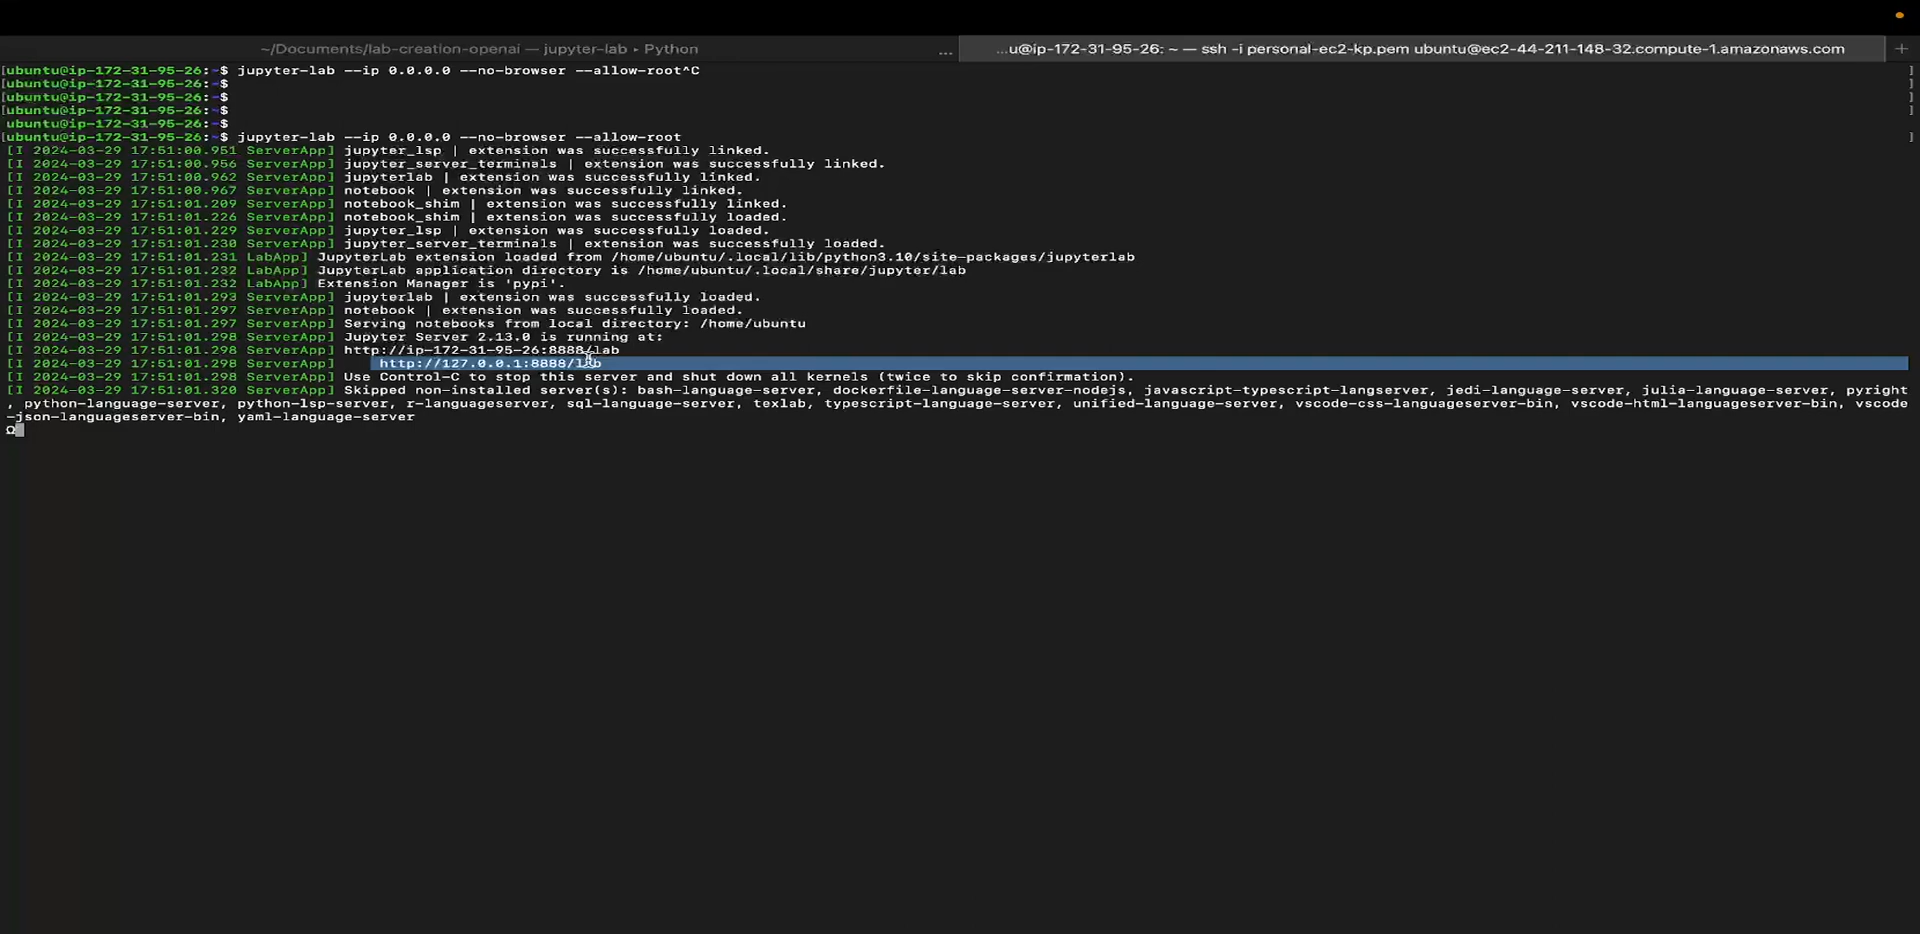 ~/Documents/lab-creation-openai — jupyter-lab ▸ Python ... ...u@ip-172-31-95-26: ~ — ssh -i personal-ec2-kp.pem ubuntu@ec2-44-211-148-32.compute-1.amazonaws.com +
[ubuntu@ip-172-31-95-26:~$ jupyter-lab --ip 0.0.0.0 --no-browser --allow-root^C ]
[ubuntu@ip-172-31-95-26:~$ ]
[ubuntu@ip-172-31-95-26:~$ ]
[ubuntu@ip-172-31-95-26:~$ ]
ubuntu@ip-172-31-95-26:~$
[ubuntu@ip-172-31-95-26:~$ jupyter-lab --ip 0.0.0.0 --no-browser --allow-root ]
[I 2024-03-29 17:51:00.951 ServerApp] jupyter_lsp | extension was successfully linked.
[I 2024-03-29 17:51:00.956 ServerApp] jupyter_server_terminals | extension was successfully linked.
[I 2024-03-29 17:51:00.962 ServerApp] jupyterlab | extension was successfully linked.
[I 2024-03-29 17:51:00.967 ServerApp] notebook | extension was successfully linked.
[I 2024-03-29 17:51:01.209 ServerApp] notebook_shim | extension was successfully linked.
[I 2024-03-29 17:51:01.226 ServerApp] notebook_shim | extension was successfully loaded.
[I 2024-03-29 17:51:01.229 ServerApp] jupyter_lsp | extension was successfully loaded.
[I 2024-03-29 17:51:01.230 ServerApp] jupyter_server_terminals | extension was successfully loaded.
[I 2024-03-29 17:51:01.231 LabApp] JupyterLab extension loaded from /home/ubuntu/.local/lib/python3.10/site-packages/jupyterlab
[I 2024-03-29 17:51:01.232 LabApp] JupyterLab application directory is /home/ubuntu/.local/share/jupyter/lab
[I 2024-03-29 17:51:01.232 LabApp] Extension Manager is 'pypi'.
[I 2024-03-29 17:51:01.293 ServerApp] jupyterlab | extension was successfully loaded.
[I 2024-03-29 17:51:01.297 ServerApp] notebook | extension was successfully loaded.
[I 2024-03-29 17:51:01.297 ServerApp] Serving notebooks from local directory: /home/ubuntu
[I 2024-03-29 17:51:01.298 ServerApp] Jupyter Server 2.13.0 is running at:
[I 2024-03-29 17:51:01.298 ServerApp] http://ip-172-31-95-26:8888/lab
[I 2024-03-29 17:51:01.298 ServerApp]     http://127.0.0.1:8888/lab
[I 2024-03-29 17:51:01.298 ServerApp] Use Control-C to stop this server and shut down all kernels (twice to skip confirmation).
[I 2024-03-29 17:51:01.320 ServerApp] Skipped non-installed server(s): bash-language-server, dockerfile-language-server-nodejs, javascript-typescript-langserver, jedi-language-server, julia-language-server, pyright
, python-language-server, python-lsp-server, r-languageserver, sql-language-server, texlab, typescript-language-server, unified-language-server, vscode-css-languageserver-bin, vscode-html-languageserver-bin, vscode
-json-languageserver-bin, yaml-language-server
Ω